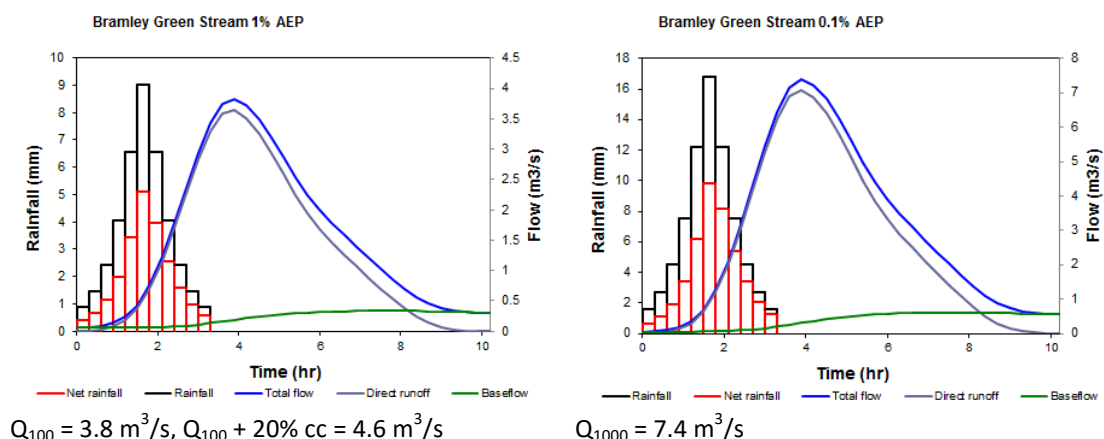 Bramley Green Stream 1% AEP
Rainfall (mm)
10
9
8
7
6
5
4
3
2
1
0
4.5
4
3.5
3
2.5
2
1.5
1
0.5
0
Flow (m3/s)
0 2 4 6 8 10
Time (hr)
Net rainfall Rainfall Total flow Direct runoff Baseflow
Q₁₀₀ = 3.8 m³/s, Q₁₀₀ + 20% cc = 4.6 m³/s
Bramley Green Stream 0.1% AEP
Rainfall (mm)
18
16
14
12
10
8
6
4
2
0
8
7
6
5
4
3
2
1
0
Flow (m3/s)
0 2 4 6 8 10
Time (hr)
Rainfall Net rainfall Total flow Direct runoff Baseflow
Q₁₀₀₀ = 7.4 m³/s